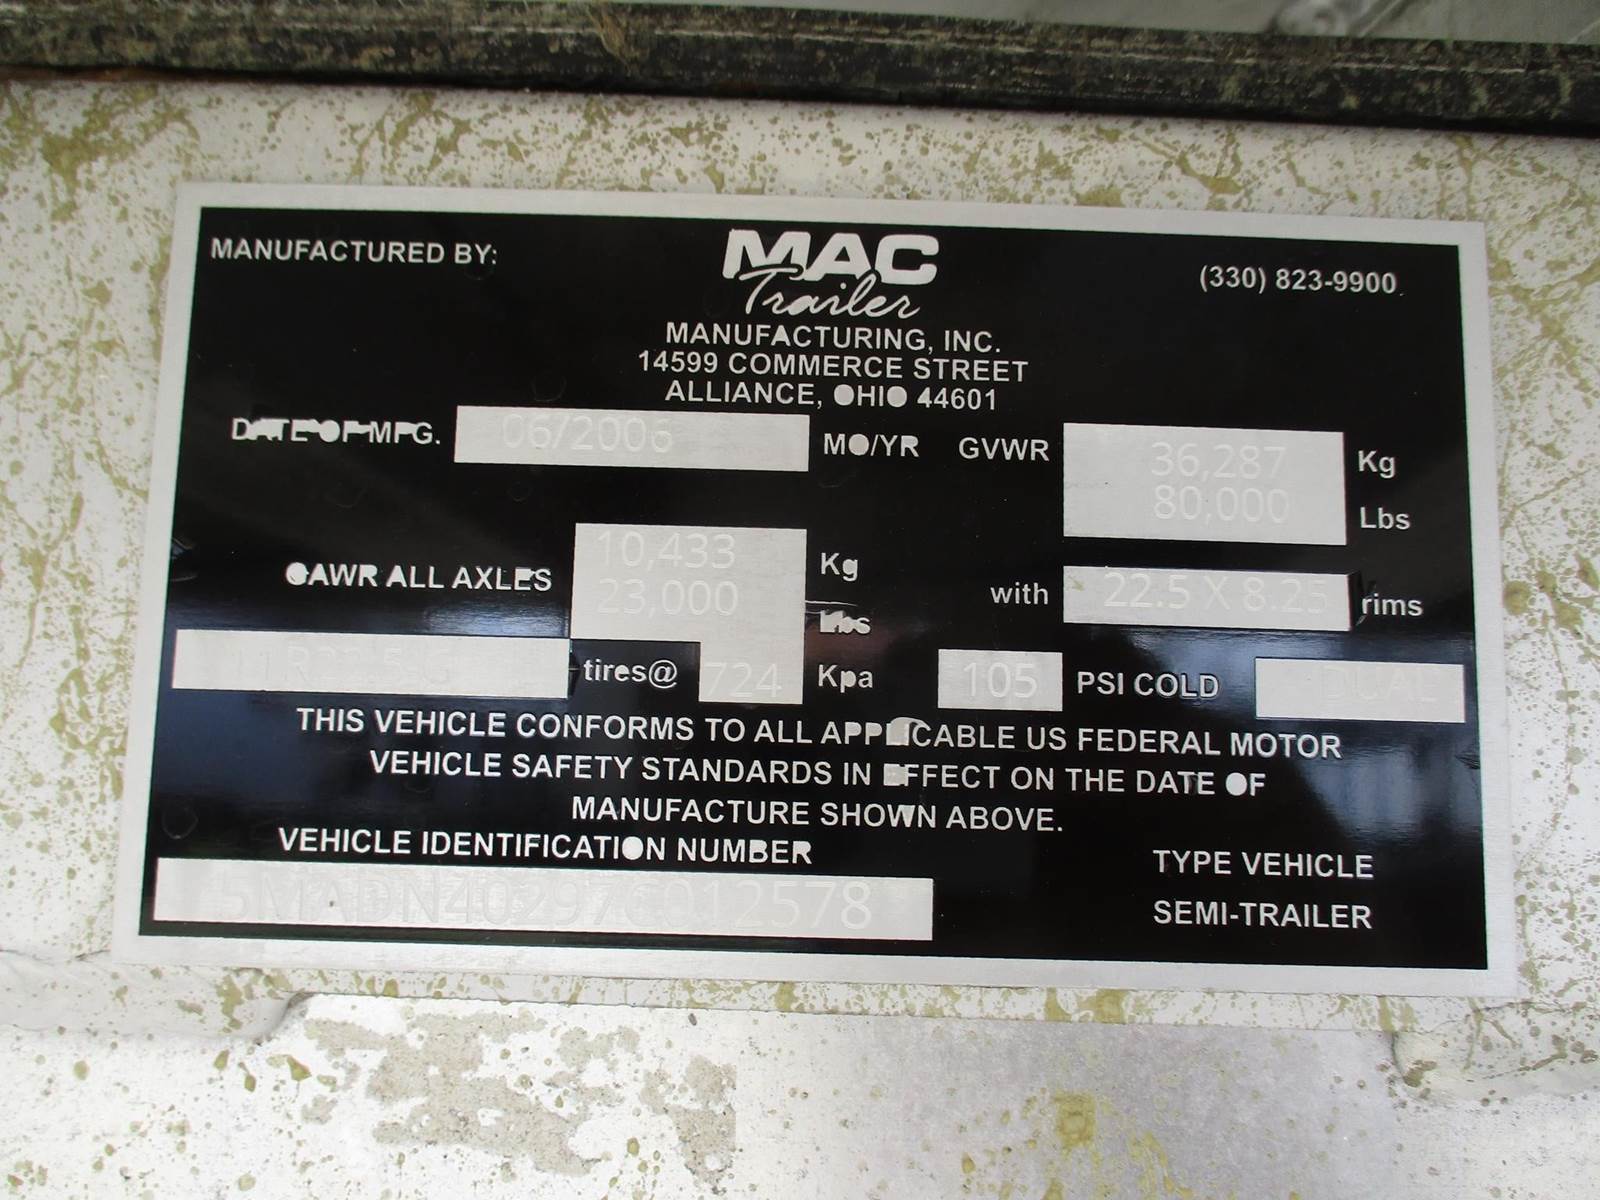 MANUFACTURED BY:
MAC
Trailer
(330) 823-9900
MANUFACTURING, INC.
14599 COMMERCE STREET
ALLIANCE, OHIO 44601
DATE OF MFG. 06/2006 MO/YR GVWR 36,287 Kg
80,000 Lbs
GAWR ALL AXLES 10,433 Kg
23,000 Lbs
with 22.5 X 8.25 rims
tires@ 724 Kpa 105 PSI COLD DUAL
THIS VEHICLE CONFORMS TO ALL APPLICABLE US FEDERAL MOTOR
VEHICLE SAFETY STANDARDS IN EFFECT ON THE DATE OF
MANUFACTURE SHOWN ABOVE.
VEHICLE IDENTIFICATION NUMBER
5MADN40297C012578
TYPE VEHICLE
SEMI-TRAILER